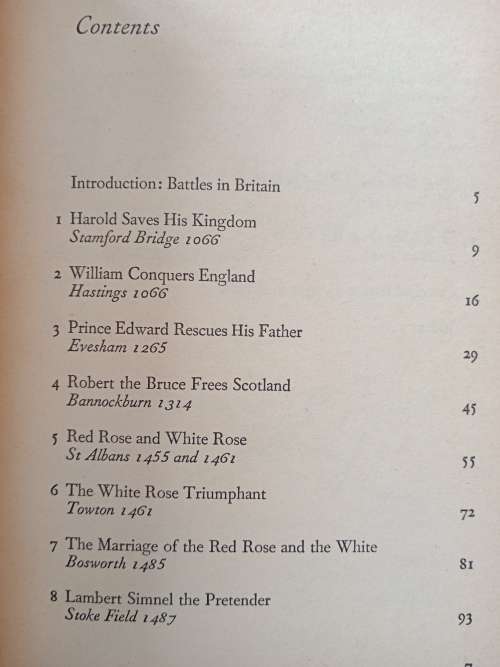 Contents
Introduction: Battles in Britain 5
1 Harold Saves His Kingdom
Stamford Bridge 1066 9
2 William Conquers England
Hastings 1066 16
3 Prince Edward Rescues His Father
Evesham 1265 29
4 Robert the Bruce Frees Scotland
Bannockburn 1314 45
5 Red Rose and White Rose
St Albans 1455 and 1461 55
6 The White Rose Triumphant
Towton 1461 72
7 The Marriage of the Red Rose and the White
Bosworth 1485 81
8 Lambert Simnel the Pretender
Stoke Field 1487 93